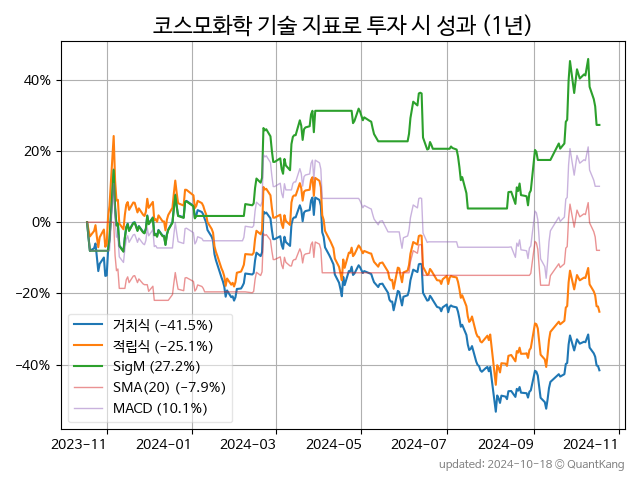 코스모화학 기술 지표로 투자 시 성과 (1년)
40%
20%
0%
−20%
−40%
거치식 (−41.5%)
적립식 (−25.1%)
SigM (27.2%)
SMA(20) (−7.9%)
MACD (10.1%)
2023−11 2024−01 2024−03 2024−05 2024−07 2024−09 2024−11
updated: 2024−10−18 © QuantKang